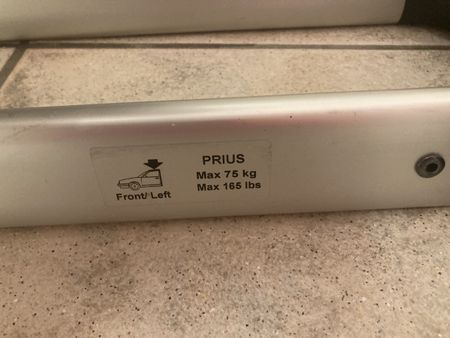 PRIUS
Max 75 kg
Max 165 lbs
Front/Left